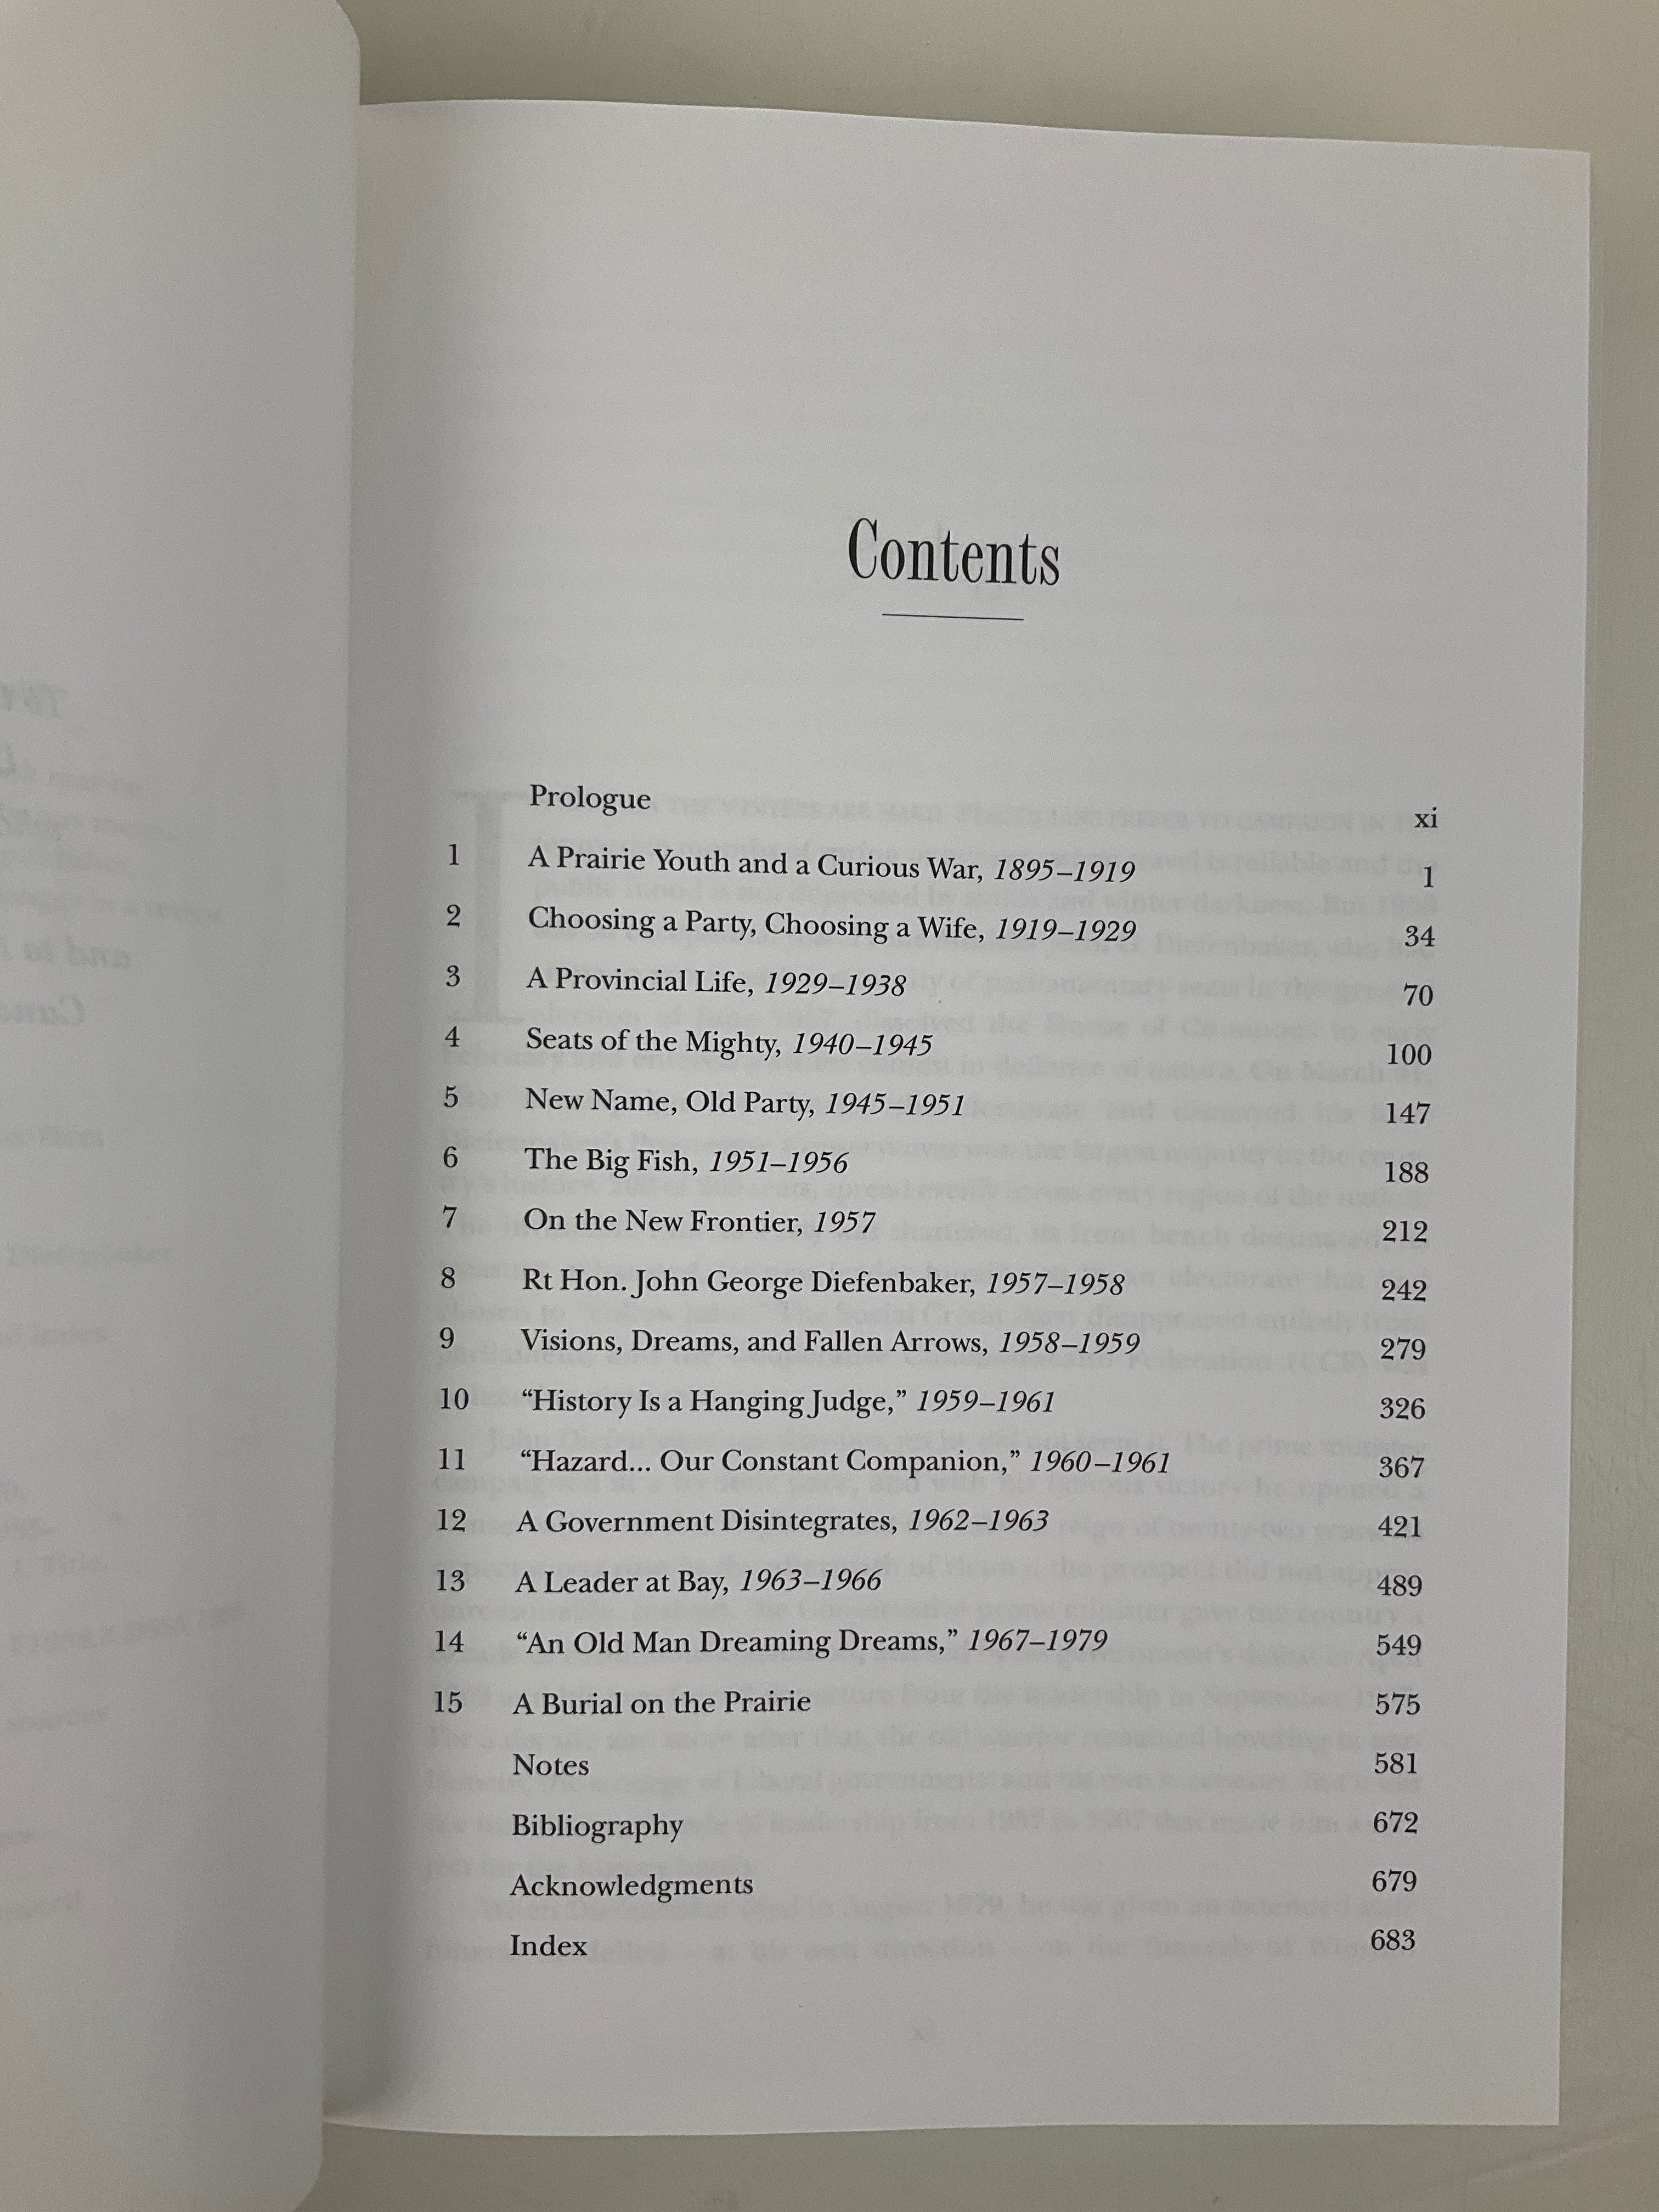 Contents
Prologue xi
1 A Prairie Youth and a Curious War, 1895–1919 1
2 Choosing a Party, Choosing a Wife, 1919–1929 34
3 A Provincial Life, 1929–1938 70
4 Seats of the Mighty, 1940–1945 100
5 New Name, Old Party, 1945–1951 147
6 The Big Fish, 1951–1956 188
7 On the New Frontier, 1957 212
8 Rt Hon. John George Diefenbaker, 1957–1958 242
9 Visions, Dreams, and Fallen Arrows, 1958–1959 279
10 “History Is a Hanging Judge,” 1959–1961 326
11 “Hazard... Our Constant Companion,” 1960–1961 367
12 A Government Disintegrates, 1962–1963 421
13 A Leader at Bay, 1963–1966 489
14 “An Old Man Dreaming Dreams,” 1967–1979 549
15 A Burial on the Prairie 575
Notes 581
Bibliography 672
Acknowledgments 679
Index 683